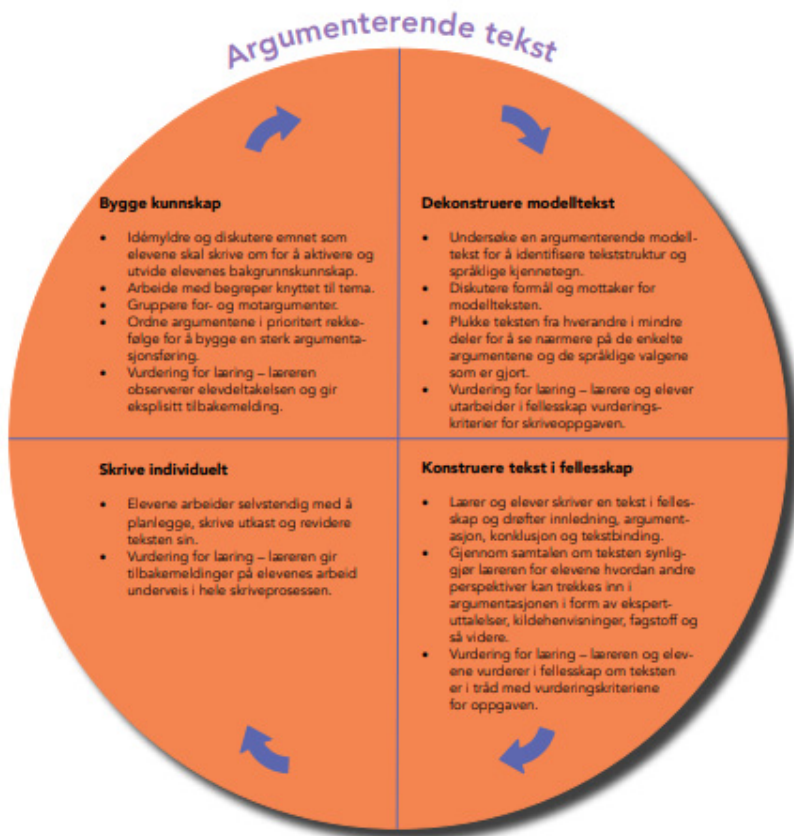 Argumenterende tekst
Bygge kunnskap
• Idémyldre og diskutere emnet som
elevene skal skrive om for å aktivere og
utvide elevenes bakgrunnskunnskap.
• Arbeide med begreper knyttet til tema.
• Gruppere for- og motargumenter.
• Ordne argumentene i prioritert rekke-
følge for å bygge en sterk argumenta-
sjonsføring.
• Vurdering for læring – læreren
observerer elevdeltakelsen og gir
eksplisitt tilbakemelding.
Dekonstruere modelltekst
• Undersøke en argumenterende modell-
tekst for å identifisere tekststruktur og
språklige kjennetegn.
• Diskutere formål og mottaker for
modellteksten.
• Plukke teksten fra hverandre i mindre
deler for å se nærmere på de enkelte
argumentene og de språklige valgene
som er gjort.
• Vurdering for læring – lærere og elever
utarbeider i fellesskap vurderings-
kriterier for skriveoppgaven.
Skrive individuelt
• Elevene arbeider selvstendig med å
planlegge, skrive utkast og revidere
teksten sin.
• Vurdering for læring – læreren gir
tilbakemeldinger på elevenes arbeid
underveis i hele skriveprosessen.
Konstruere tekst i fellesskap
• Lærer og elever skriver en tekst i felles-
skap og drøfter innledning, argument-
asjon, konklusjon og tekstbinding.
• Gjennom samtalen om teksten synlig-
gjør læreren for elevene hvordan andre
perspektiver kan trekkes inn i
argumentasjonen i form av ekspert-
uttalelser, kildehenvisninger, fagstoff og
så videre.
• Vurdering for læring – læreren og elev-
ene vurderer i fellesskap om teksten
er i tråd med vurderingskriteriene
for oppgaven.